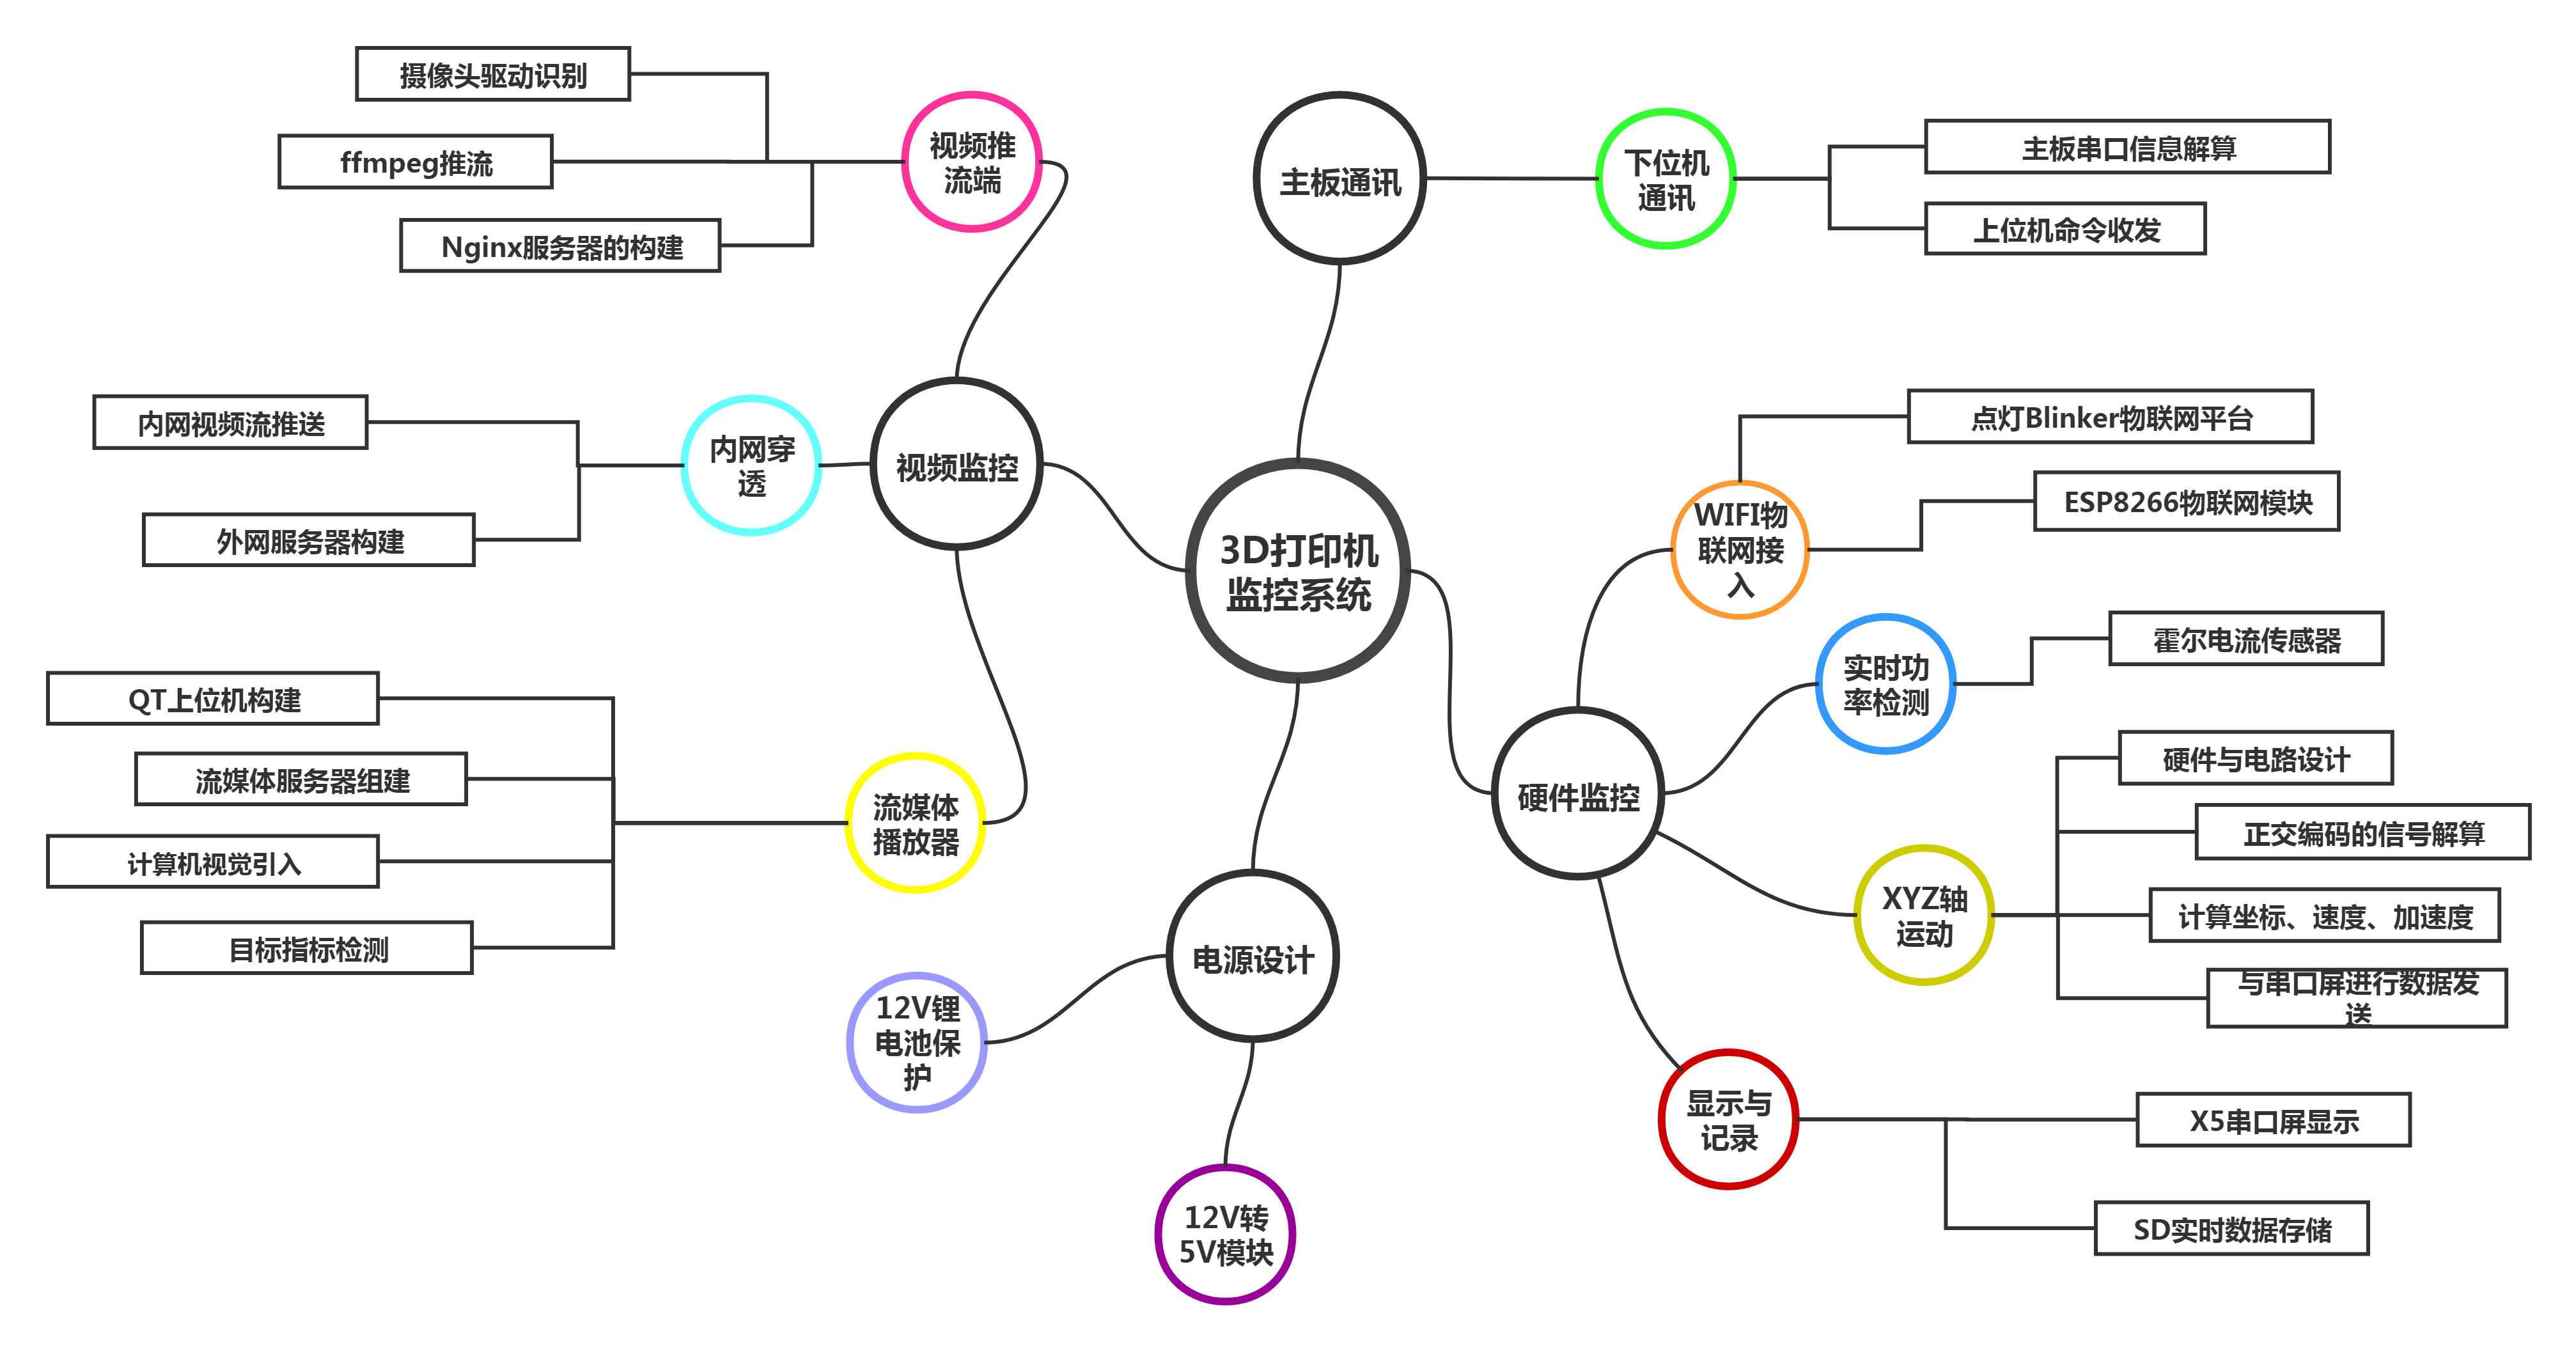 摄像头驱动识别
ffmpeg推流
Nginx服务器的构建
视频推
流端
主板通讯
下位机
通讯
主板串口信息解算
上位机命令收发
内网视频流推送
外网服务器构建
内网穿
透
视频监控
3D打印机
监控系统
点灯Blinker物联网平台
ESP8266物联网模块
WIFI物
联网接
入
实时功
率检测
霍尔电流传感器
QT上位机构建
流媒体服务器组建
计算机视觉引入
目标指标检测
流媒体
播放器
硬件监控
硬件与电路设计
正交编码的信号解算
计算坐标、速度、加速度
与串口屏进行数据发
送
XYZ轴
运动
电源设计
12V锂
电池保
护
12V转
5V模块
显示与
记录
X5串口屏显示
SD实时数据存储